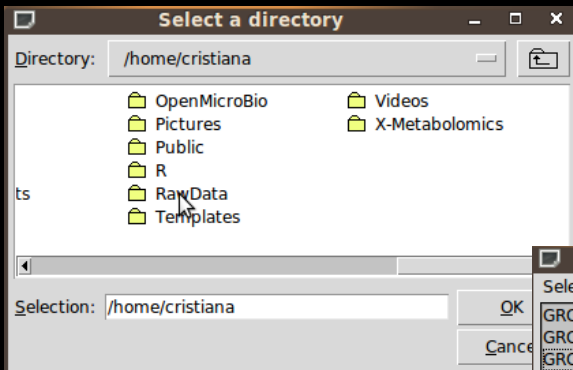 Select a directory
Directory: /home/cristiana
OpenMicroBio Videos
Pictures X-Metabolomics
Public
R
ts RawData
Templates
Selection: /home/cristiana OK
Cance
Sele
GRO
GRO
GRO